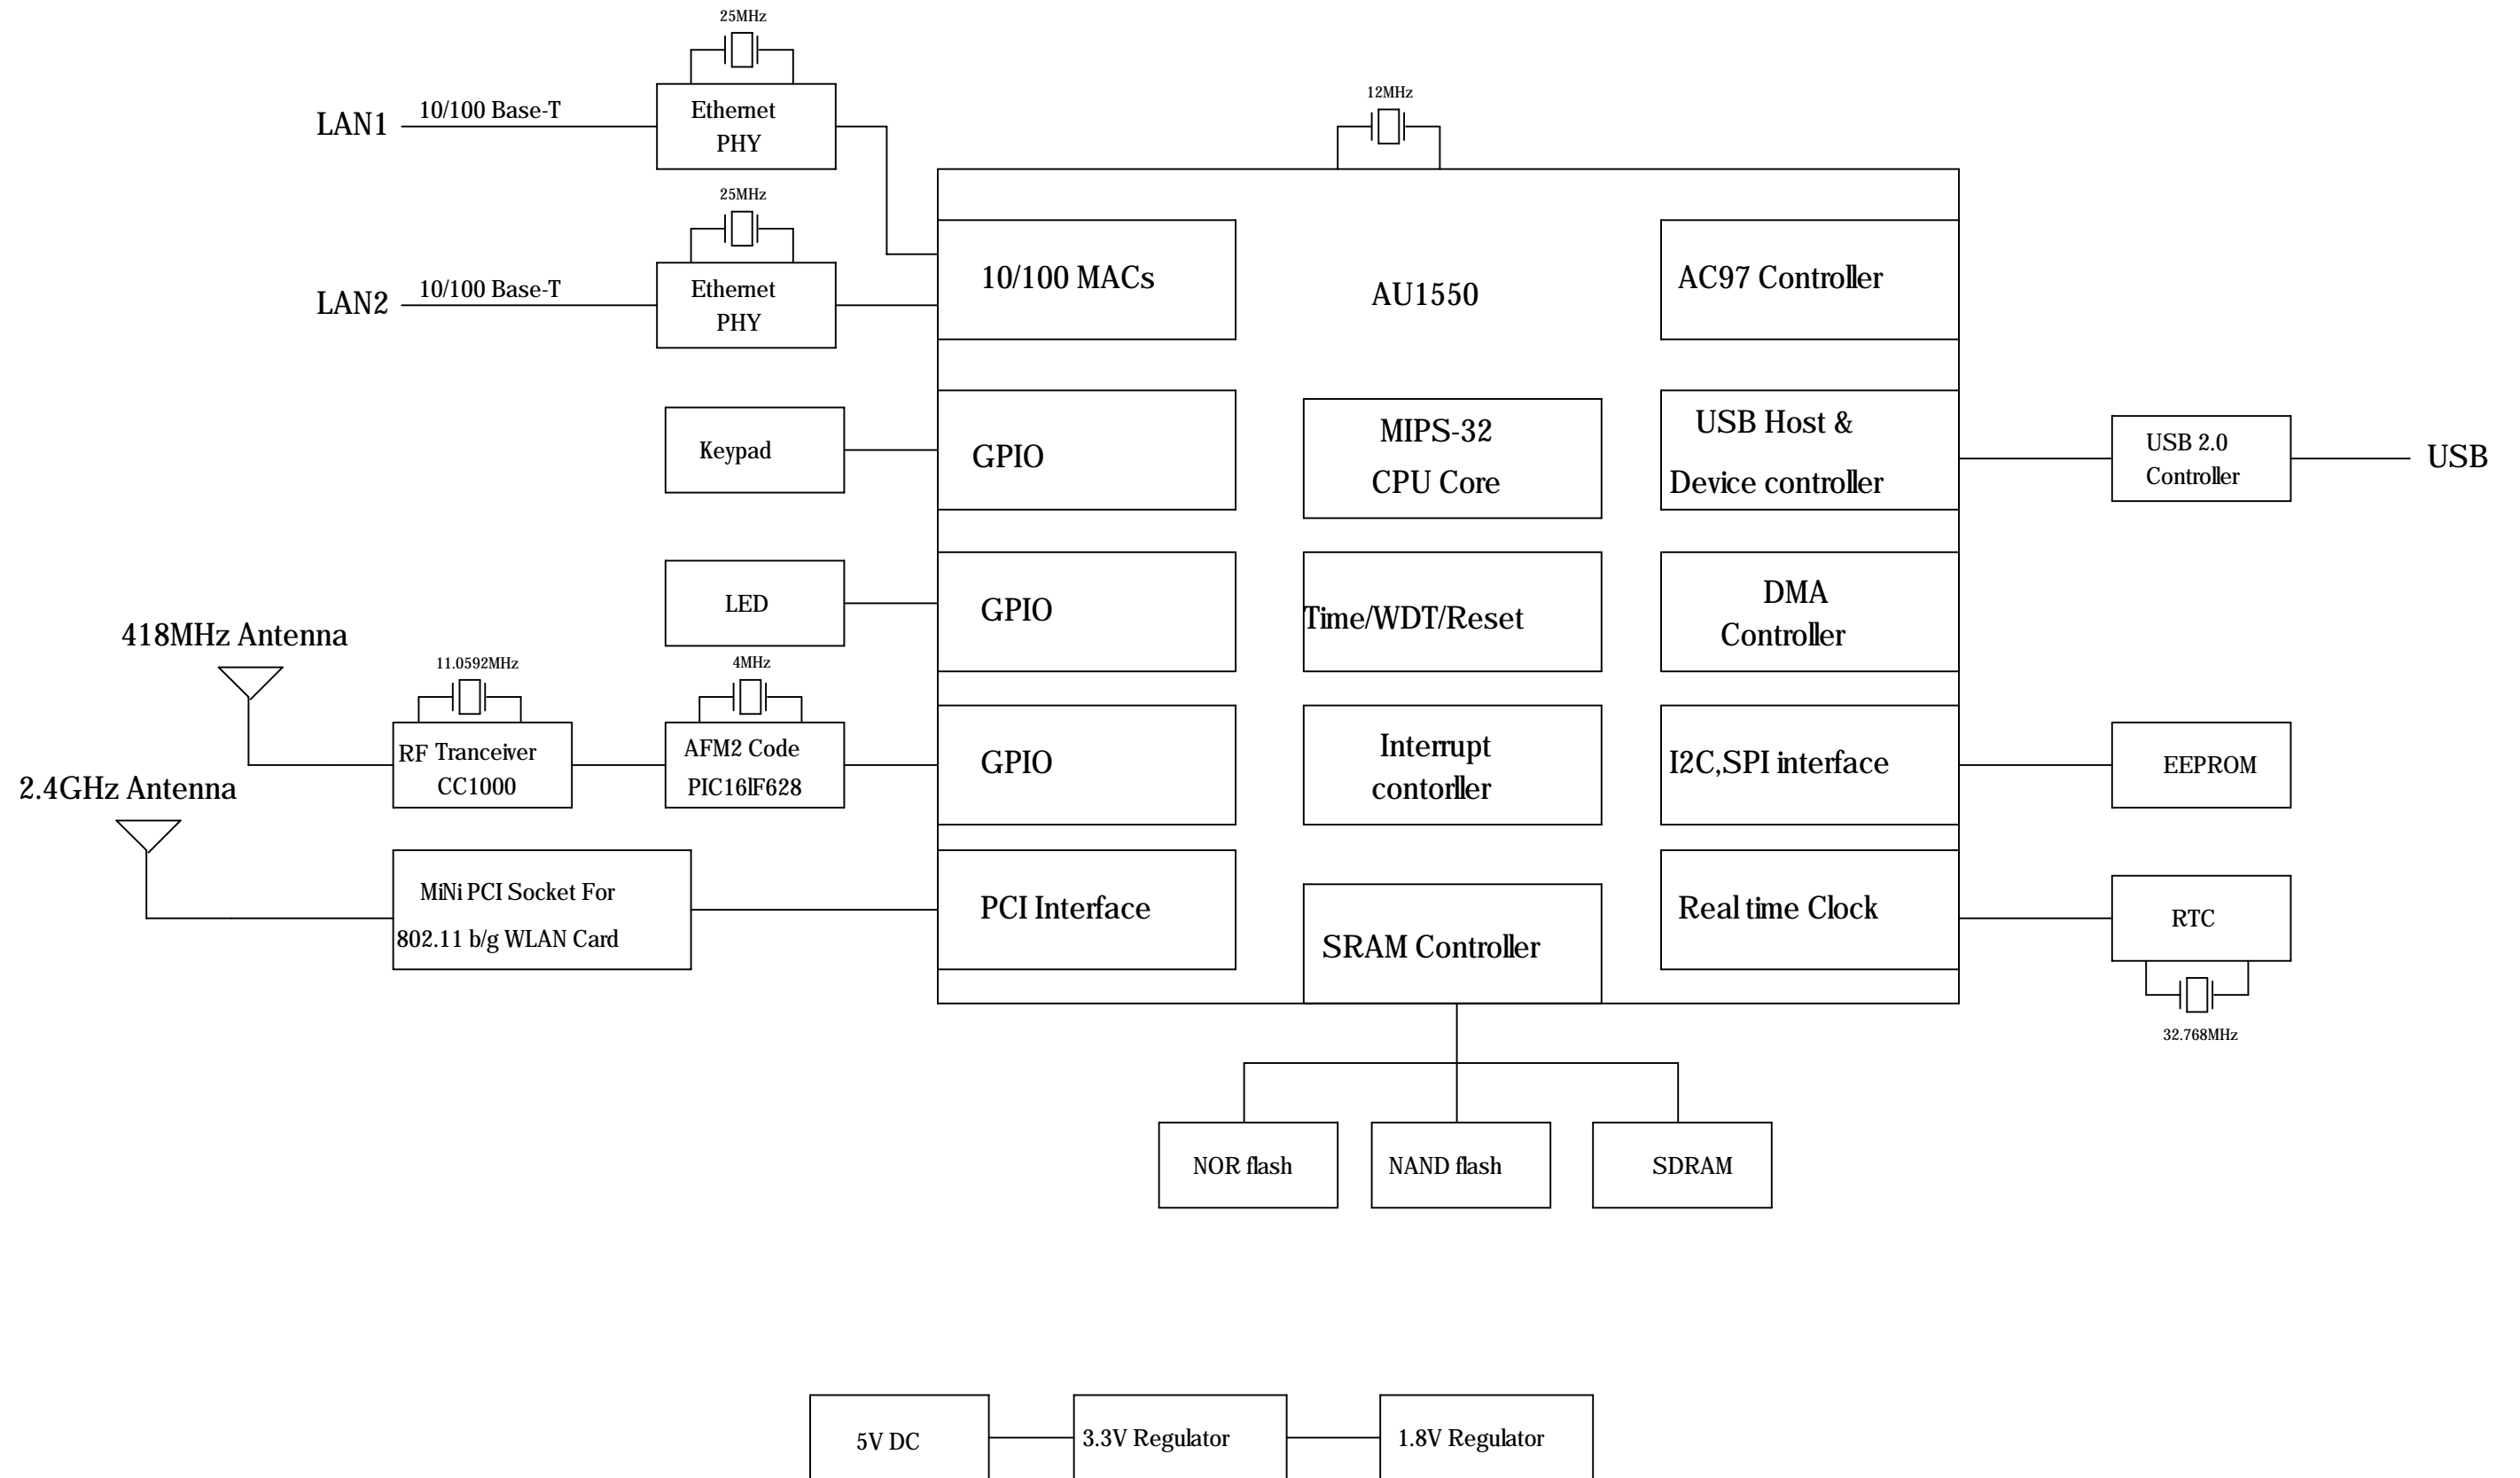 25MHz
LAN1
10/100 Base-T
Ethernet
PHY
12MHz
25MHz
LAN2
10/100 Base-T
Ethernet
PHY
10/100 MACs
AU1550
AC97 Controller
Keypad
GPIO
MIPS-32
CPU Core
USB Host &
Device controller
USB 2.0
Controller
USB
LED
GPIO
Time/WDT/Reset
DMA
Controller
418MHz Antenna
11.0592MHz
4MHz
RF Tranceiver
CC1000
AFM2 Code
PIC16lF628
GPIO
Interrupt
contorller
I2C,SPI interface
EEPROM
2.4GHz Antenna
MiNi PCI Socket For
802.11 b/g WLAN Card
PCI Interface
SRAM Controller
Real time Clock
RTC
32.768MHz
NOR flash
NAND flash
SDRAM
5V DC
3.3V Regulator
1.8V Regulator